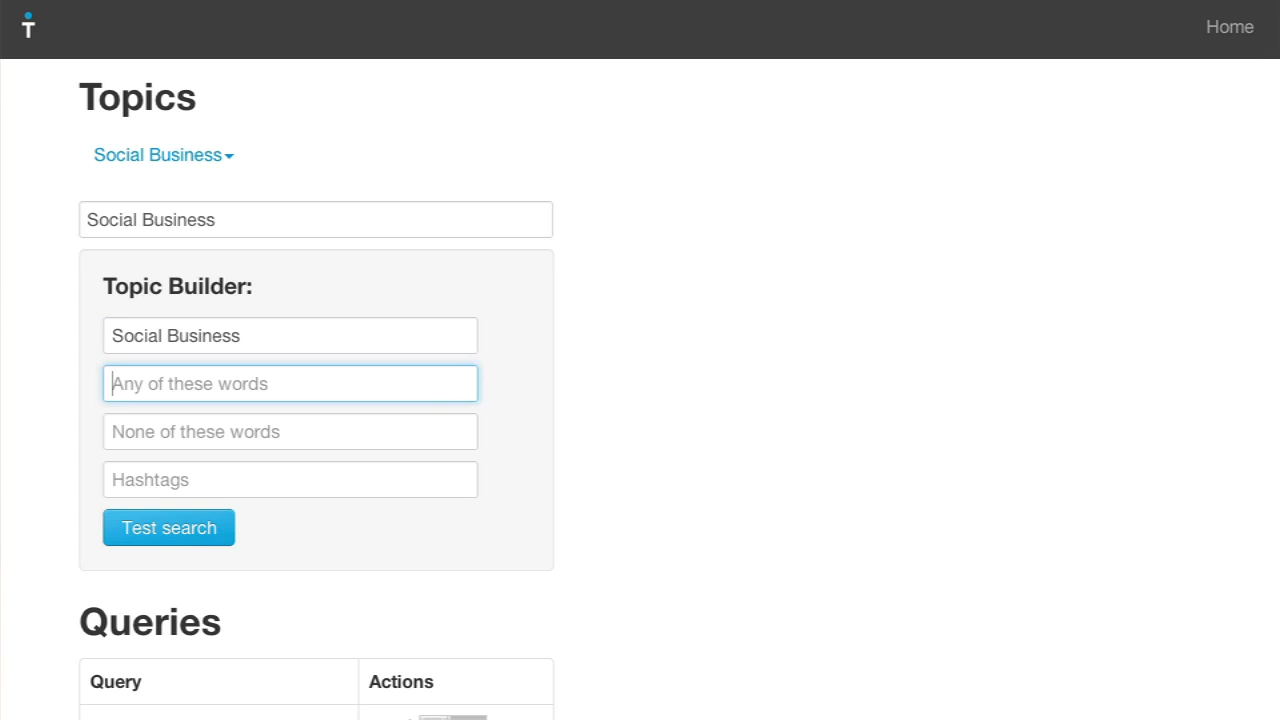 Home
Topics
Social Business
Social Business
Topic Builder:
Social Business
Any of these words
None of these words
Hashtags
Test search
Queries
Query Actions